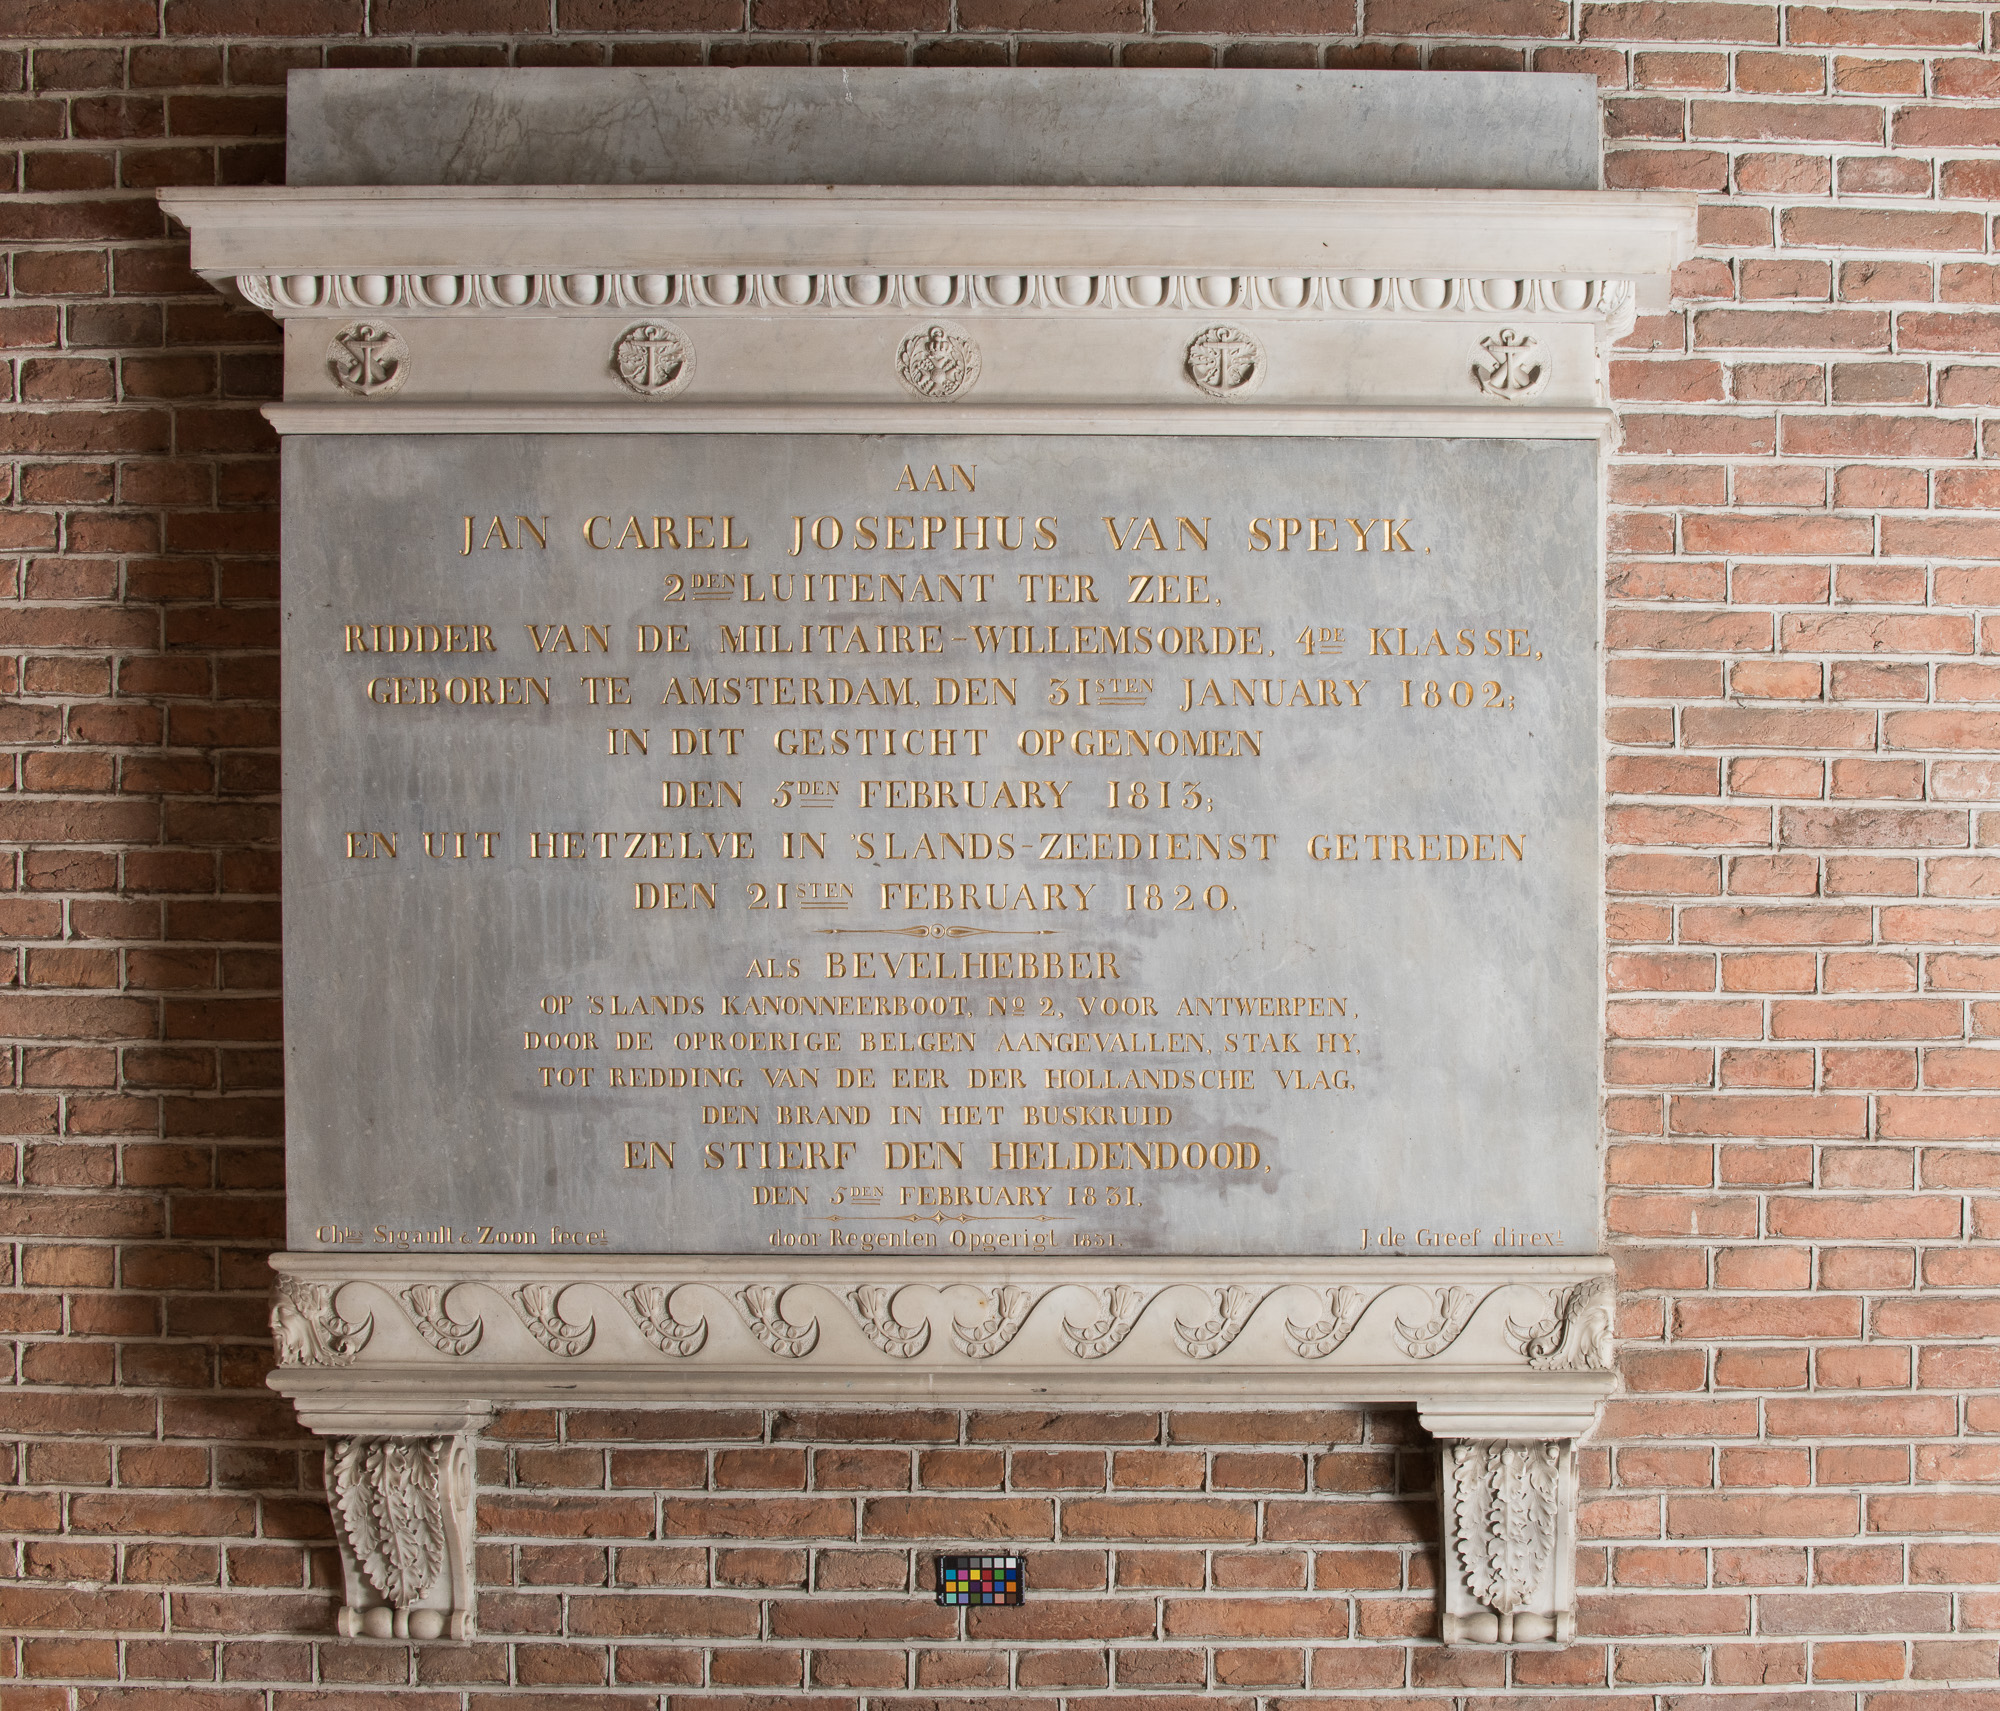 AAN
JAN CAREL JOSEPHUS VAN SPEYK.
2DEN LUITENANT TER ZEE,
RIDDER VAN DE MILITAIRE-WILLEMSORDE, 4DE KLASSE,
GEBOREN TE AMSTERDAM, DEN 31STEN JANUARY 1802;
IN DIT GESTICHT OPGENOMEN
DEN 5DEN FEBRUARY 1813;
EN UIT HETZELVE IN 'SLANDS-ZEEDIENST GETREDEN
DEN 21STEN FEBRUARY 1820.
ALS BEVELHEBBER
OP 'SLANDS KANONNEERBOOT, No 2, VOOR ANTWERPEN,
DOOR DE OPROERIGE BELGEN AANGEVALLEN, STAK HY,
TOT REDDING VAN DE EER DER HOLLANDSCHE VLAG,
DEN BRAND IN HET BUSKRUID
EN STIERF DEN HELDENDOOD,
DEN 5DEN FEBRUARY 1831.
Chles Sigault & Zoon fecet door Regenten Opgerigt 1831. J. de Greef dirext